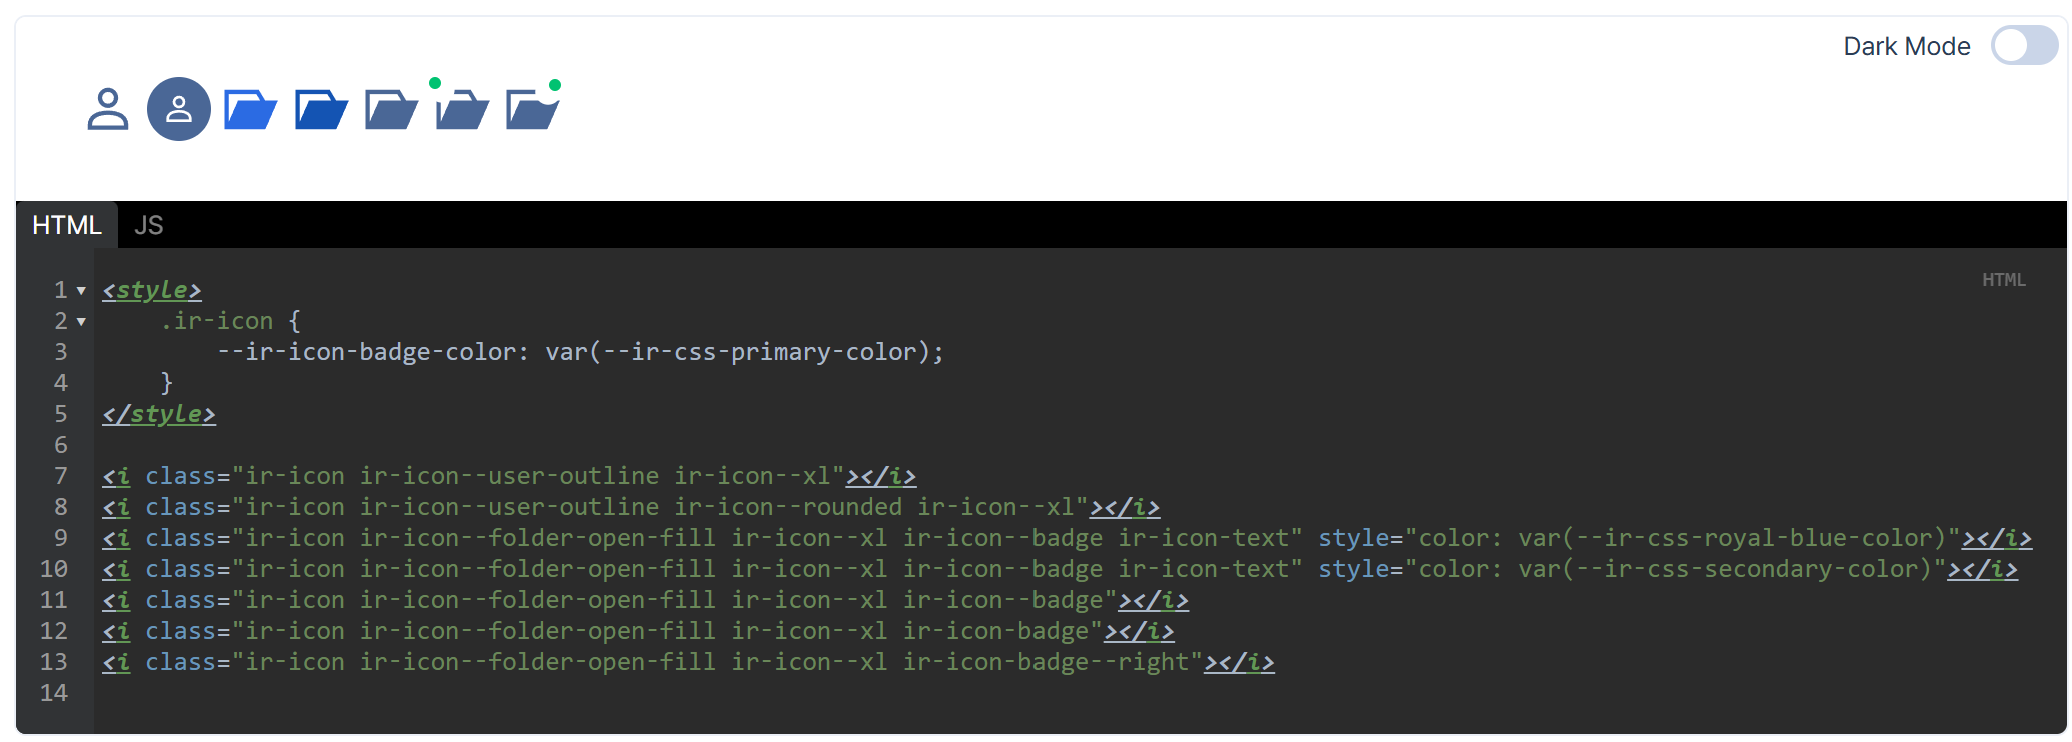 Dark Mode
HTML JS
HTML
1 <style>
2     .ir-icon {
3         --ir-icon-badge-color: var(--ir-css-primary-color);
4     }
5 </style>
6
7 <i class="ir-icon ir-icon--user-outline ir-icon--xl"></i>
8 <i class="ir-icon ir-icon--user-outline ir-icon--rounded ir-icon--xl"></i>
9 <i class="ir-icon ir-icon--folder-open-fill ir-icon--xl ir-icon--badge ir-icon-text" style="color: var(--ir-css-royal-blue-color)"></i>
10 <i class="ir-icon ir-icon--folder-open-fill ir-icon--xl ir-icon--badge ir-icon-text" style="color: var(--ir-css-secondary-color)"></i>
11 <i class="ir-icon ir-icon--folder-open-fill ir-icon--xl ir-icon--badge"></i>
12 <i class="ir-icon ir-icon--folder-open-fill ir-icon--xl ir-icon-badge"></i>
13 <i class="ir-icon ir-icon--folder-open-fill ir-icon--xl ir-icon-badge--right"></i>
14